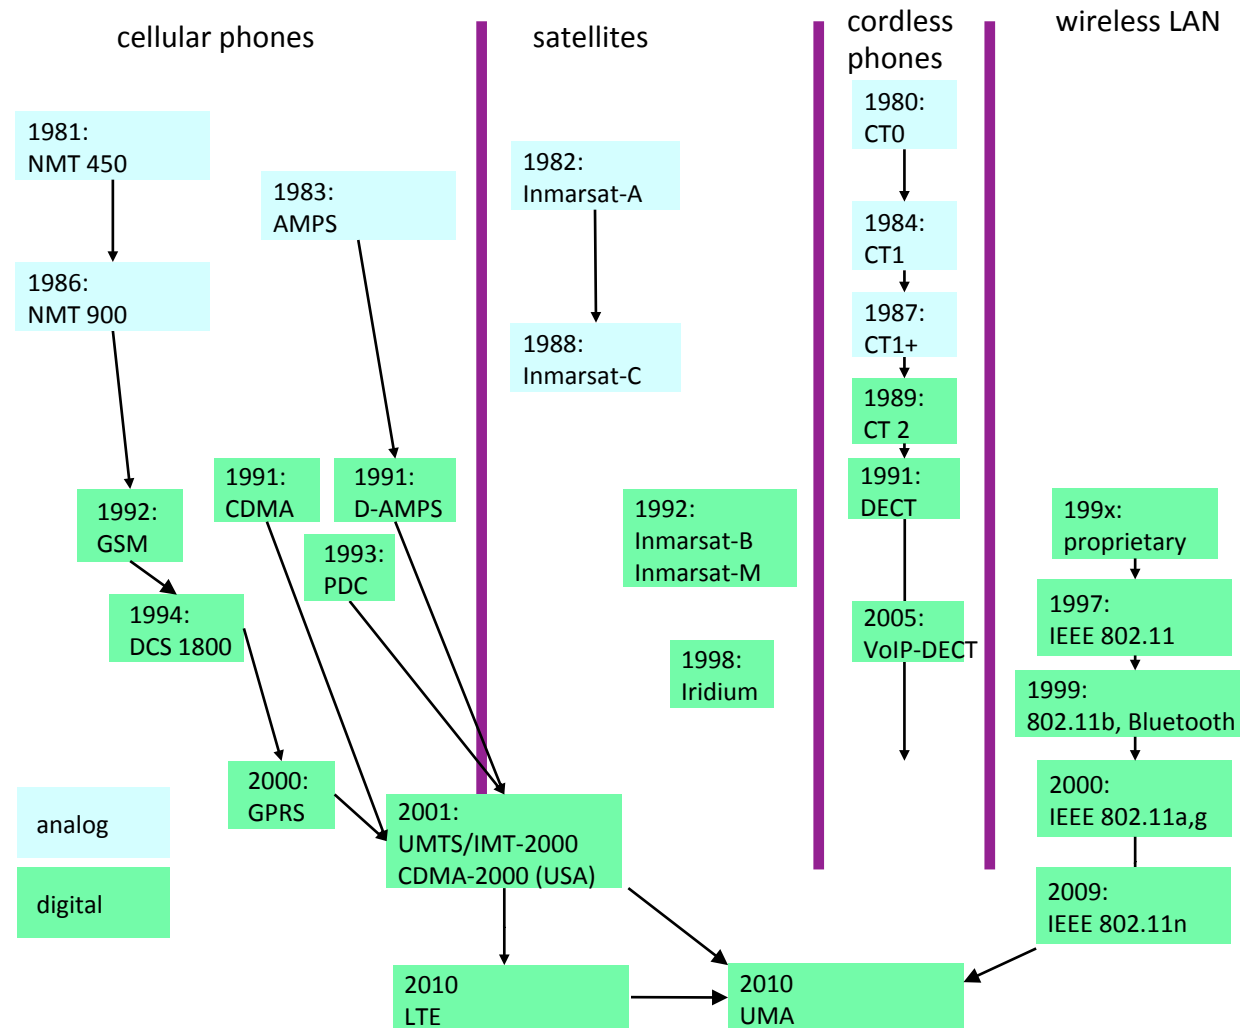 cellular phones
satellites
cordless
phones
wireless LAN
1981:
NMT 450
1986:
NMT 900
1983:
AMPS
1992:
GSM
1991:
CDMA
1991:
D-AMPS
1993:
PDC
1994:
DCS 1800
2000:
GPRS
2001:
UMTS/IMT-2000
CDMA-2000 (USA)
2010
LTE
1982:
Inmarsat-A
1988:
Inmarsat-C
1992:
Inmarsat-B
Inmarsat-M
1998:
Iridium
1980:
CT0
1984:
CT1
1987:
CT1+
1989:
CT 2
1991:
DECT
2005:
VoIP-DECT
199x:
proprietary
1997:
IEEE 802.11
1999:
802.11b, Bluetooth
2000:
IEEE 802.11a,g
2009:
IEEE 802.11n
2010
UMA
analog
digital